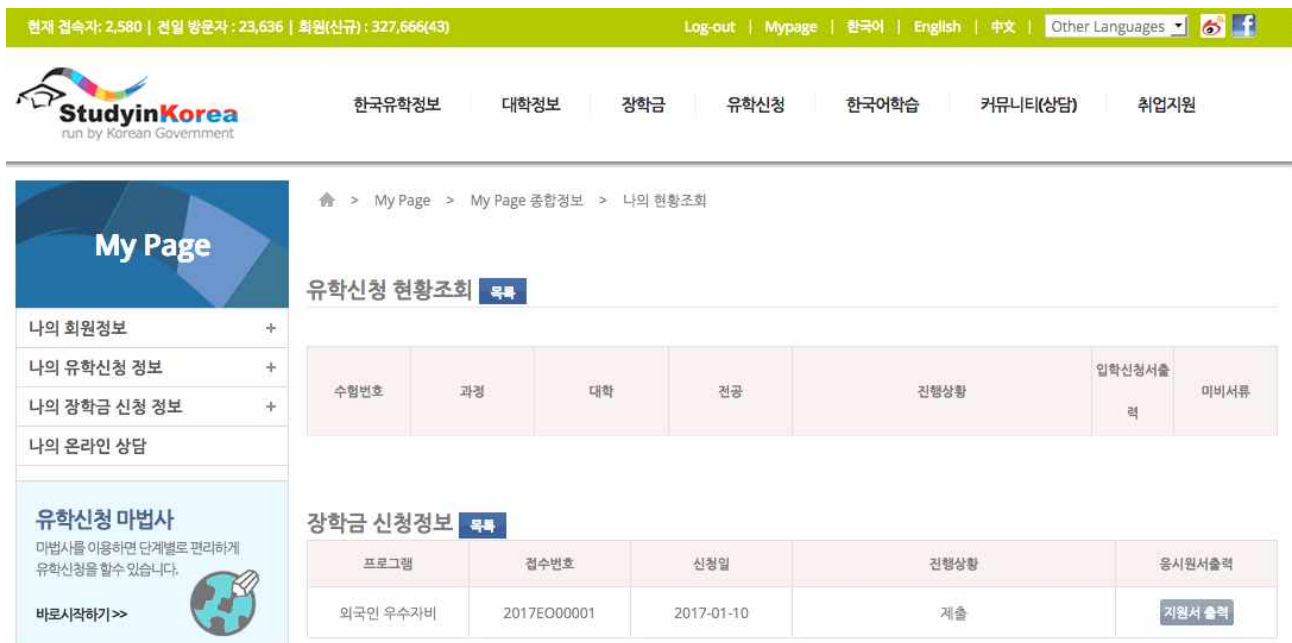 현재 접속자: 2,580 | 전일 방문자 : 23,636 | 회원(신규) : 327,666(43)
Log-out | Mypage | 한국어 | English | 中文 | Other Languages
StudyinKorea
run by Korean Government
한국유학정보 대학정보 장학금 유학신청 한국어학습 커뮤니티(상담) 취업지원
My Page
나의 회원정보 +
나의 유학신청 정보 +
나의 장학금 신청 정보 +
나의 온라인 상담
유학신청 마법사
마법사를 이용하면 단계별로 편리하게
유학신청을 할수 있습니다.
바로시작하기 >>
> My Page > My Page 종합정보 > 나의 현황조회
유학신청 현황조회 목록
수험번호 과정 대학 전공 진행상황 입학신청서출력 미비서류
장학금 신청정보 목록
프로그램 접수번호 신청일 진행상황 응시원서출력
외국인 우수자비 2017EO00001 2017-01-10 제출 지원서 출력